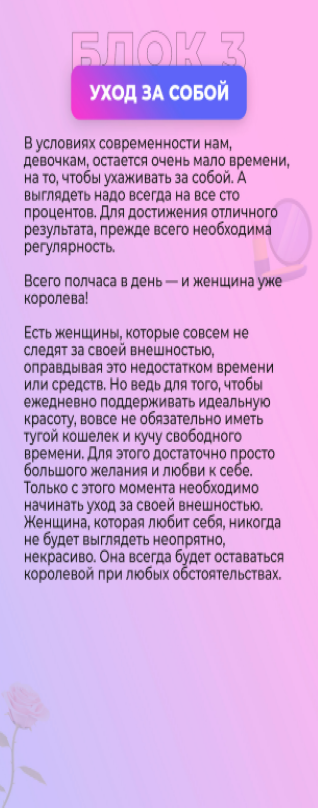 БЛОК 3
УХОД ЗА СОБОЙ
В условиях современности нам,
девочкам, остается очень мало времени,
на то, чтобы ухаживать за собой. А
выглядеть надо всегда на все сто
процентов. Для достижения отличного
результата, прежде всего необходима
регулярность.
Всего полчаса в день — и женщина уже
королева!
Есть женщины, которые совсем не
следят за своей внешностью,
оправдывая это недостатком времени
или средств. Но ведь для того, чтобы
ежедневно поддерживать идеальную
красоту, вовсе не обязательно иметь
тугой кошелек и кучу свободного
времени. Для этого достаточно просто
большого желания и любви к себе.
Только с этого момента необходимо
начинать уход за своей внешностью.
Женщина, которая любит себя, никогда
не будет выглядеть неопрятно,
некрасиво. Она всегда будет оставаться
королевой при любых обстоятельствах.